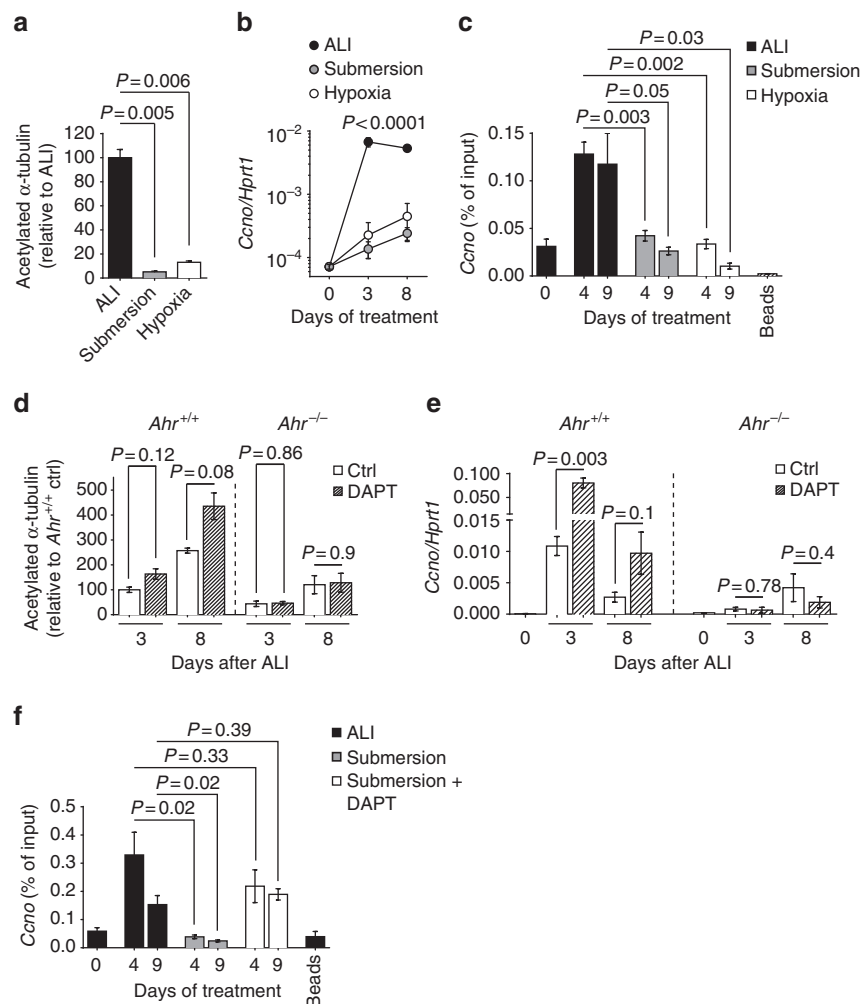 a
P = 0.006
P = 0.005
Acetylated α-tubulin
(relative to ALI)
120
100
80
60
40
20
0
ALI
Submersion
Hypoxia
b
ALI
Submersion
Hypoxia
P < 0.0001
Ccno/Hprt1
10−2
10−3
10−4
0 3 8
Days of treatment
c
P = 0.03
P = 0.002
P = 0.05
P = 0.003
ALI
Submersion
Hypoxia
Ccno (% of input)
0.15
0.10
0.05
0.00
0 4 9 4 9 4 9 Beads
Days of treatment
d
Ahr+/+ Ahr−/−
P = 0.12 P = 0.86
P = 0.08
P = 0.9
Ctrl
DAPT
Acetylated α-tubulin
(relative to Ahr+/+ ctrl)
500
400
300
200
100
0
3 8 3 8
Days after ALI
e
Ahr+/+ Ahr−/−
P = 0.003
P = 0.1
P = 0.78
P = 0.4
Ctrl
DAPT
Ccno/Hprt1
0.100
0.050
0.015
0.010
0.005
0.000
0 3 8 0 3 8
Days after ALI
f
P = 0.39
P = 0.33
P = 0.02
P = 0.02
ALI
Submersion
Submersion +
DAPT
Ccno (% of input)
0.5
0.4
0.3
0.2
0.1
0.0
0 4 9 4 9 4 9 Beads
Days of treatment